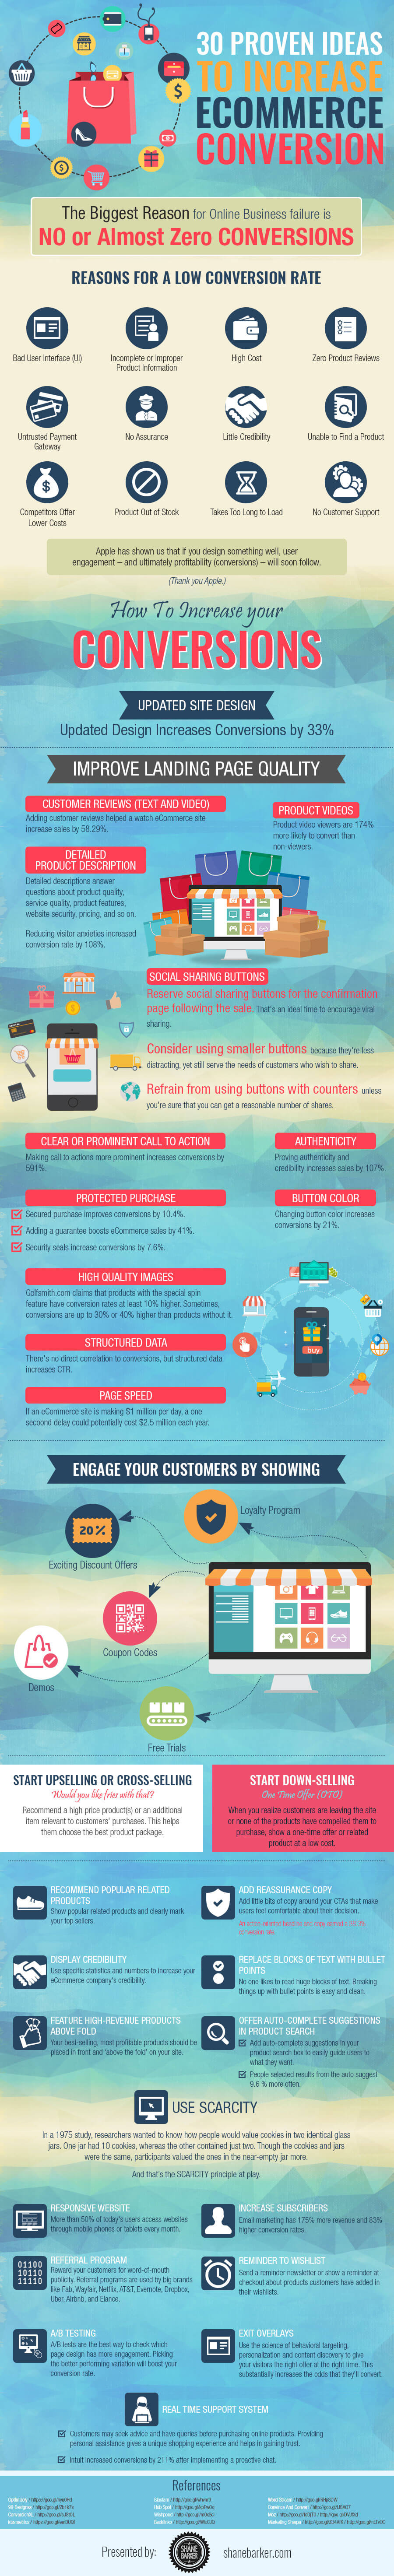 30 PROVEN IDEAS
TO INCREASE
ECOMMERCE
CONVERSION
The Biggest Reason for Online Business failure is
NO or Almost Zero CONVERSIONS
REASONS FOR A LOW CONVERSION RATE
Bad User Interface (UI)
Incomplete or Improper
Product Information
High Cost
Zero Product Reviews
Untrusted Payment
Gateway
No Assurance
Little Credibility
Unable to Find a Product
Competitors Offer
Lower Costs
Product Out of Stock
Takes Too Long to Load
No Customer Support
Apple has shown us that if you design something well, user
engagement – and ultimately profitability (conversions) – will soon follow.
(Thank you Apple.)
How To Increase your
CONVERSIONS
UPDATED SITE DESIGN
Updated Design Increases Conversions by 33%
IMPROVE LANDING PAGE QUALITY
CUSTOMER REVIEWS (TEXT AND VIDEO)
Adding customer reviews helped a watch eCommerce site
increase sales by 58.29%.
PRODUCT VIDEOS
Product video viewers are 174%
more likely to convert than
non-viewers.
DETAILED
PRODUCT DESCRIPTION
Detailed descriptions answer
questions about product quality,
service quality, product features,
website security, pricing, and so on.
Reducing visitor anxieties increased
conversion rate by 108%.
SOCIAL SHARING BUTTONS
Reserve social sharing buttons for the confirmation
page following the sale. That's an ideal time to encourage viral
sharing.
Consider using smaller buttons because they're less
distracting, yet still serve the needs of customers who wish to share.
Refrain from using buttons with counters unless
you're sure that you can get a reasonable number of shares.
CLEAR OR PROMINENT CALL TO ACTION
Making call to actions more prominent increases conversions by
591%.
AUTHENTICITY
Proving authenticity and
credibility increases sales by 107%.
PROTECTED PURCHASE
Secured purchase improves conversions by 10.4%.
Adding a guarantee boosts eCommerce sales by 41%.
Security seals increase conversions by 7.6%.
BUTTON COLOR
Changing button color increases
conversions by 21%.
HIGH QUALITY IMAGES
Golfsmith.com claims that products with the special spin
feature have conversion rates at least 10% higher. Sometimes,
conversions are up to 30% or 40% higher than products without it.
STRUCTURED DATA
There's no direct correlation to conversions, but structured data
increases CTR.
buy
PAGE SPEED
If an eCommerce site is making $1 million per day, a one
secoond delay could potentially cost $2.5 million each year.
ENGAGE YOUR CUSTOMERS BY SHOWING
Loyalty Program
20%
Exciting Discount Offers
Coupon Codes
Demos
Free Trials
START UPSELLING OR CROSS-SELLING
Would you like fries with that?
Recommend a high price product(s) or an additional
item relevant to customers' purchases. This helps
them choose the best product package.
START DOWN-SELLING
One Time Offer (OTO)
When you realize customers are leaving the site
or none of the products have compelled them to
purchase, show a one-time offer or related
product at a low cost.
RECOMMEND POPULAR RELATED
PRODUCTS
Show popular related products and clearly mark
your top sellers.
ADD REASSURANCE COPY
Add little bits of copy around your CTAs that make
users feel comfortable about their decision.
DISPLAY CREDIBILITY
Use specific statistics and numbers to increase your
eCommerce company's credibility.
REPLACE BLOCKS OF TEXT WITH BULLET
POINTS
No one likes to read huge blocks of text. Breaking
things up with bullet points is easy and clean.
FEATURE HIGH-REVENUE PRODUCTS
ABOVE FOLD
Your best-selling, most profitable products should be
placed in front and 'above the fold' on your site.
OFFER AUTO-COMPLETE SUGGESTIONS
IN PRODUCT SEARCH
Add auto-complete suggestions in your
product search box to easily guide users to
what they want.
People selected results from the auto suggest
9.6 % more often.
USE SCARCITY
In a 1975 study, researchers wanted to know how people would value cookies in two identical glass
jars. One jar had 10 cookies, whereas the other contained just two. Though the cookies and jars
were the same, participants valued the ones in the near-empty jar more.
And that's the SCARCITY principle at play.
RESPONSIVE WEBSITE
More than 50% of today's users access websites
through mobile phones or tablets every month.
INCREASE SUBSCRIBERS
Email marketing has 175% more revenue and 83%
higher conversion rates.
01100
10110
11110
REFERRAL PROGRAM
Reward your customers for word-of-mouth
publicity. Referral programs are used by big brands
like Fab, Wayfair, Netflix, AT&T, Evernote, Dropbox,
Uber, Airbnb, and Elance.
REMINDER TO WISHLIST
Send a reminder newsletter or show a reminder at
checkout about products customers have added in
their wishlists.
A/B TESTING
A/B tests are the best way to check which
page design has more engagement. Picking
the better performing variation will boost your
conversion rate.
EXIT OVERLAYS
Use the science of behavioral targeting,
personalization and content discovery to give
your visitors the right offer at the right time. This
substantially increases the odds that they'll convert.
REAL TIME SUPPORT SYSTEM
Customers may seek advice and have queries before purchasing online products. Providing
personal assistance gives a unique shopping experience and helps in gaining trust.
Intuit increased conversions by 211% after implementing a proactive chat.
References
Presented by:
SHANE
BARKER
shanebarker.com